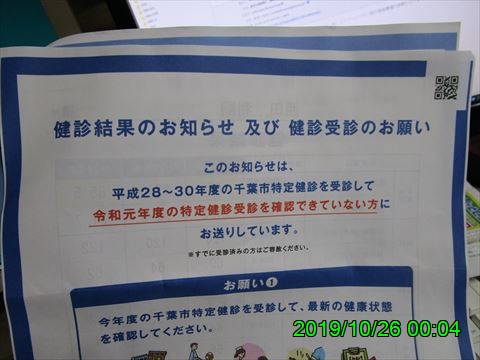 健診結果のお知らせ 及び 健診受診のお願い
このお知らせは、
平成28～30年度の千葉市特定健診を受診して
令和元年度の特定健診受診を確認できていない方に
お送りしています。
※すでに受診済みの方はご容赦ください。
お願い❶
今年度の千葉市特定健診を受診して、最新の健康状態
を確認してください。
2019/10/26 00:04